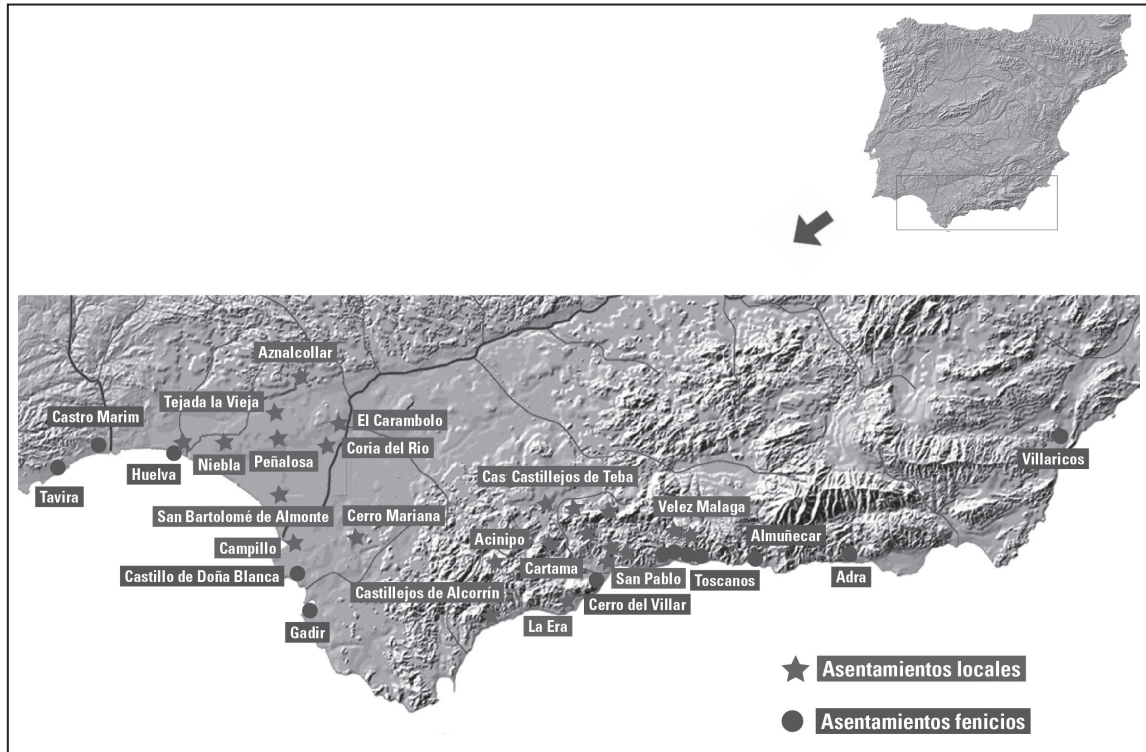 Aznalcollar
Tejada la Vieja
Castro Marim
El Carambolo
Coria del Rio
Huelva
Niebla
Peñalosa
Villaricos
Tavira
Cas Castillejos de Teba
Velez Malaga
San Bartolomé de Almonte
Cerro Mariana
Campillo
Acinipo
Almuñecar
Cartama
Castillo de Doña Blanca
San Pablo
Toscanos
Adra
Castillejos de Alcorrín
Cerro del Villar
Gadir
La Era
Asentamientos locales
Asentamientos fenicios